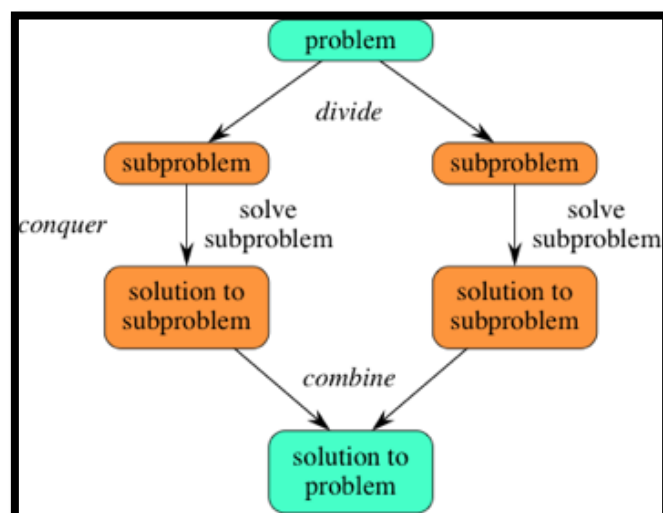 problem
divide
subproblem
subproblem
conquer
solve
subproblem
solve
subproblem
solution to
subproblem
solution to
subproblem
combine
solution to
problem